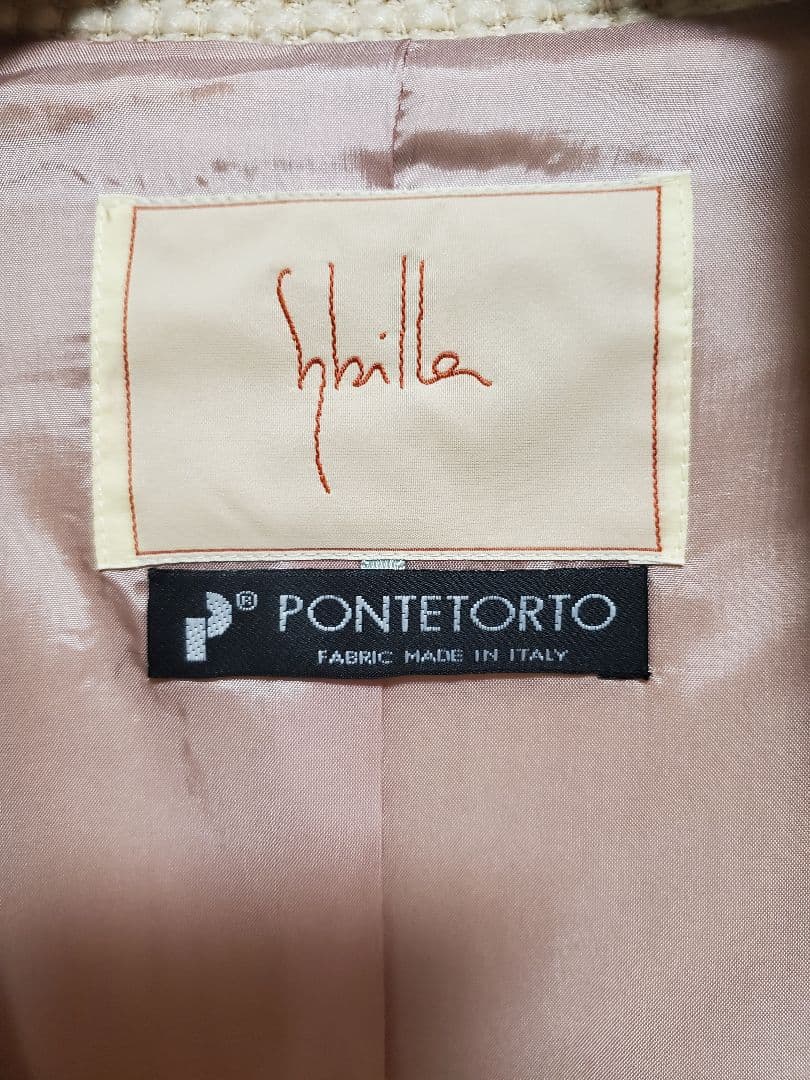 Sybilla
® PONTETORTO
FABRIC MADE IN ITALY